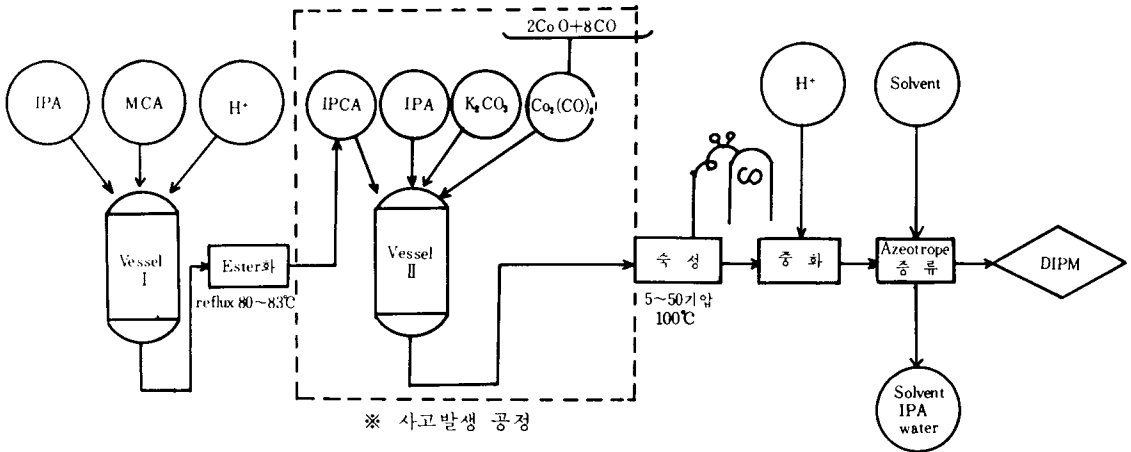 2CoO+8CO
IPA
MCA
H⁺
IPCA
IPA
K₂CO₃
Co₂(CO)₈
H⁺
Solvent
CO
Vessel
I
Ester화
reflux 80~83℃
Vessel
II
숙성
5~50기압
100℃
중화
Azeotrope
증류
DIPM
Solvent
IPA
water
※ 사고발생 공정